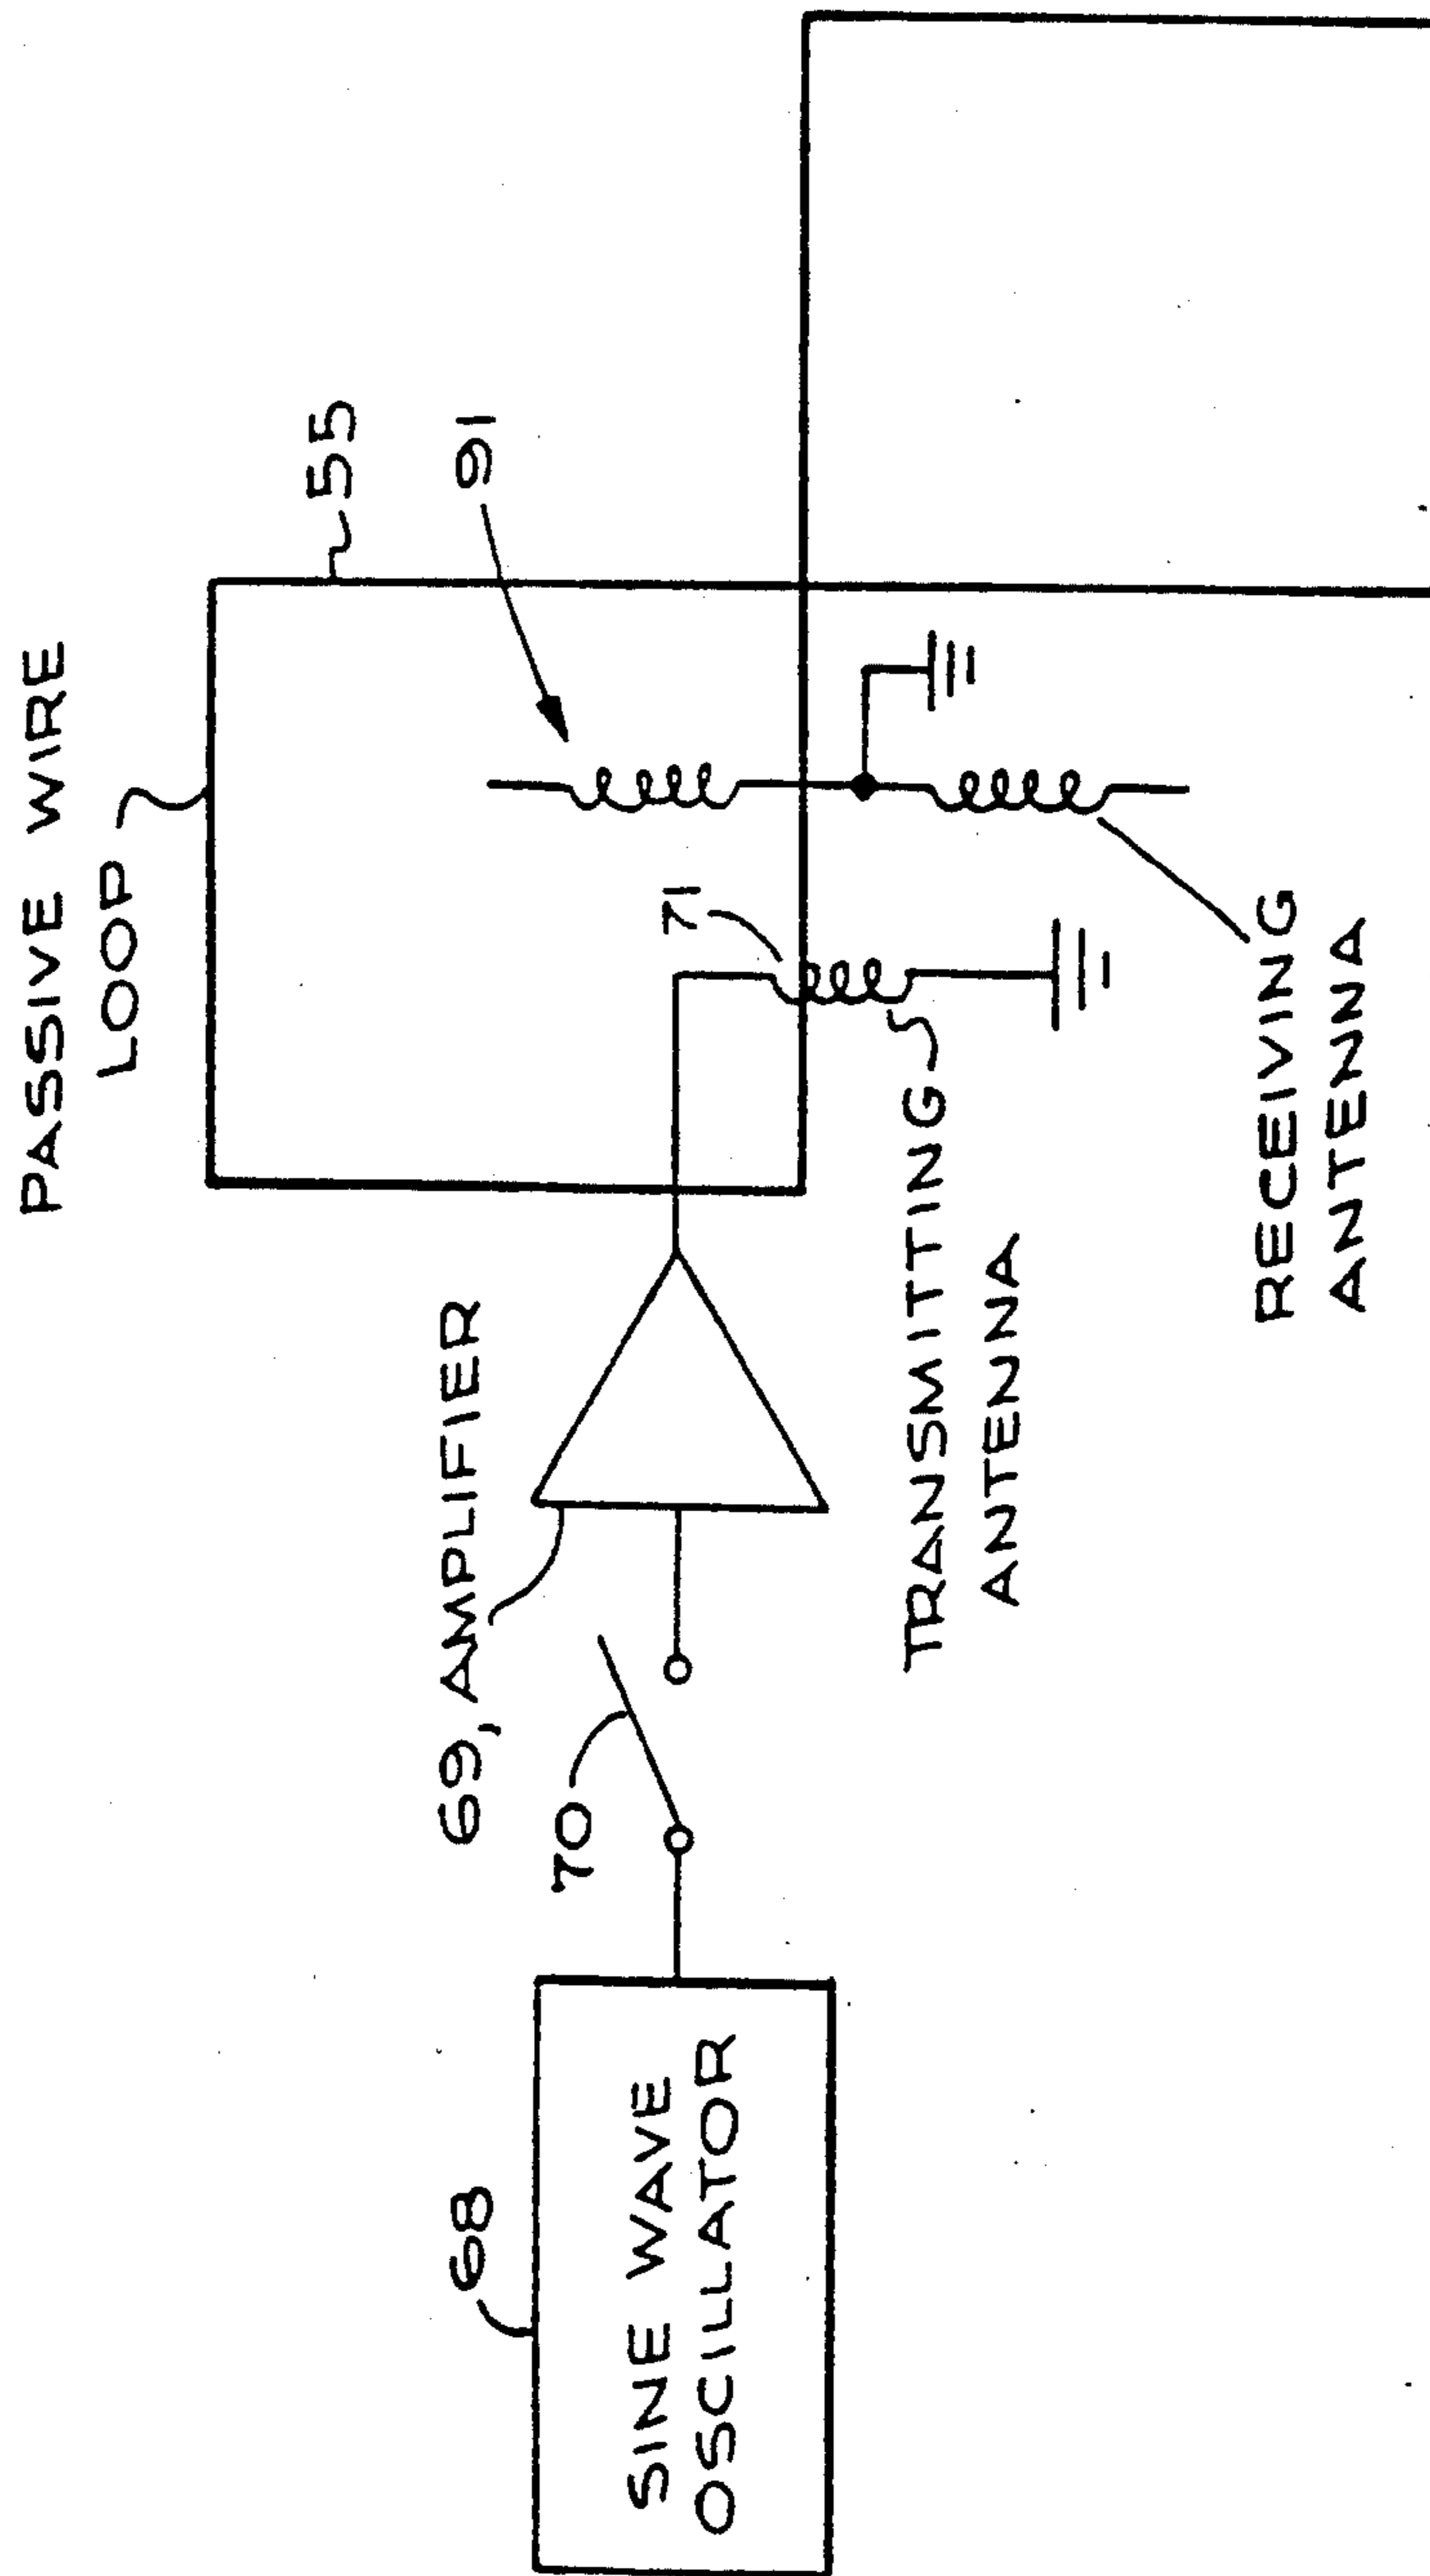 PASSIVE WIRE
LOOP
55
91
71
69, AMPLIFIER
70
68
SINE WAVE
OSCILLATOR
TRANSMITTING
ANTENNA
RECEIVING
ANTENNA